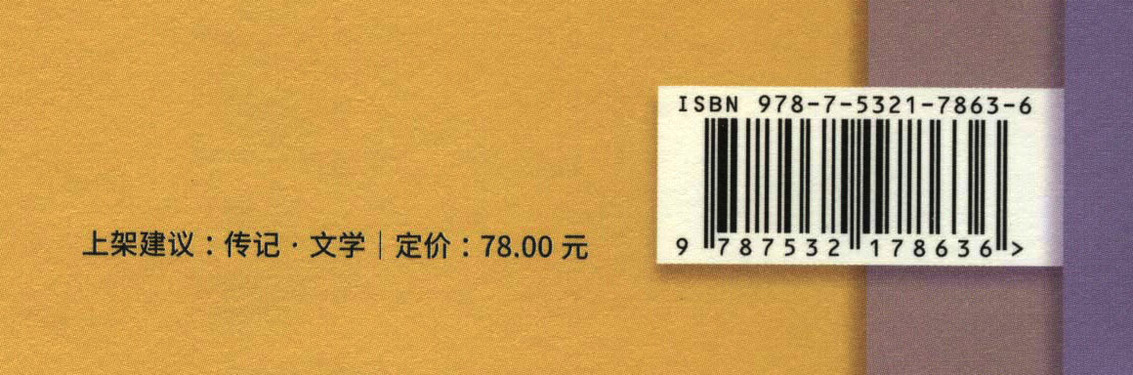 ISBN 978-7-5321-7863-6
9 787532 178636 >
上架建议：传记·文学｜定价：78.00 元